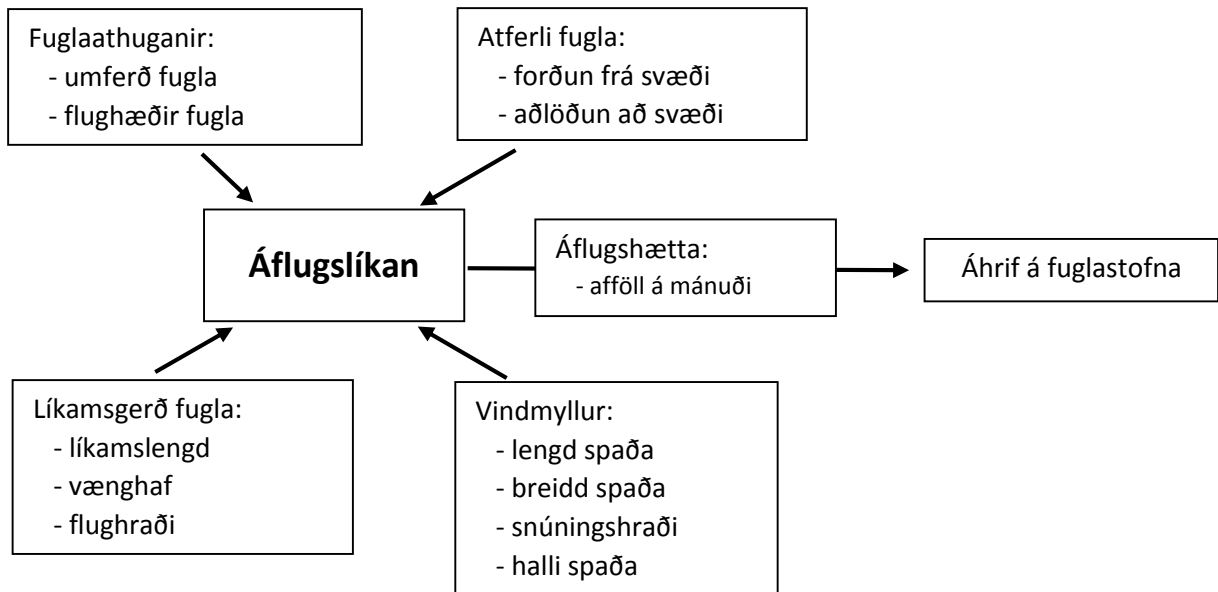 Fuglaathuganir:
- umferð fugla
- flughæðir fugla
Atferli fugla:
- forðun frá svæði
- aðlöðun að svæði
Áflugslíkan
Áflugshætta:
- afföll á mánuði
Áhrif á fuglastofna
Líkamsgerð fugla:
- líkamslengd
- vænghaf
- flughraði
Vindmyllur:
- lengd spaða
- breidd spaða
- snúningshraði
- halli spaða